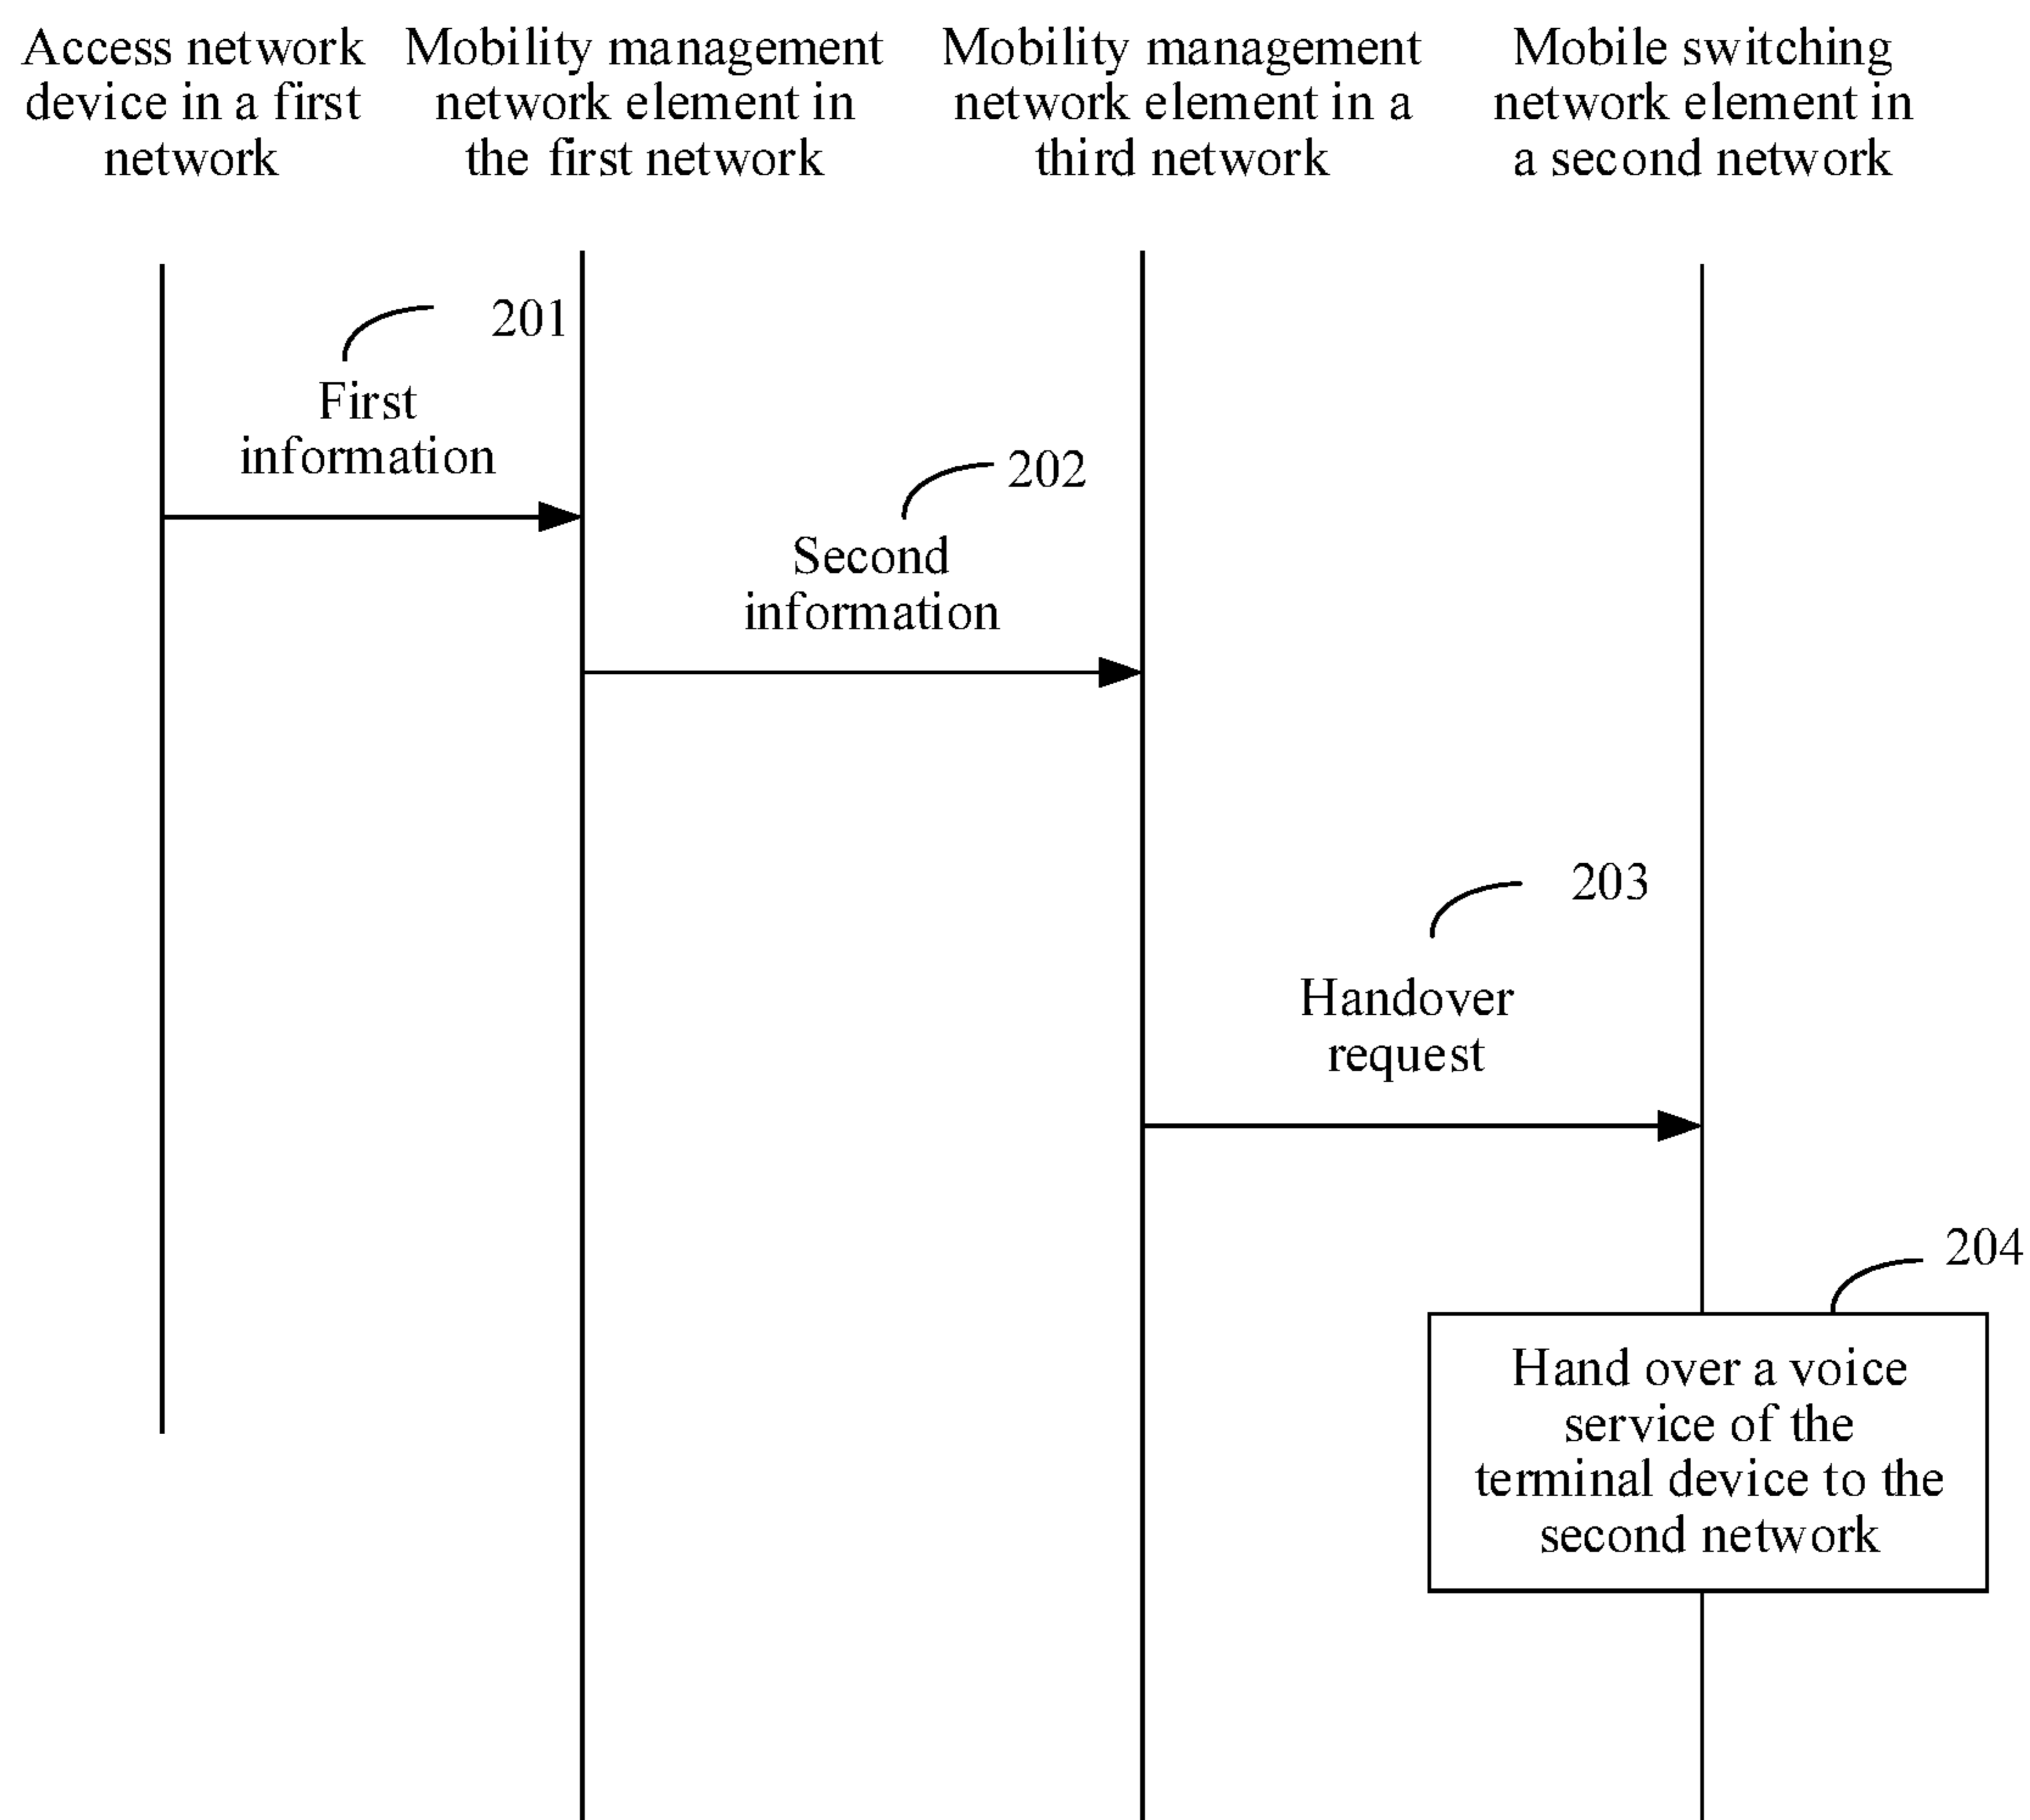 Access network
device in a first
network
Mobility management
network element in
the first network
Mobility management
network element in a
third network
Mobile switching
network element in
a second network
201
First
information
202
Second
information
203
Handover
request
204
Hand over a voice
service of the
terminal device to the
second network